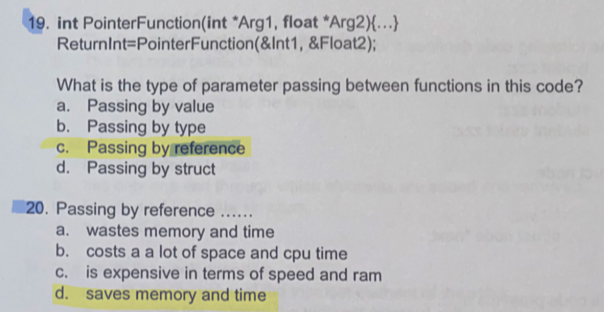 19. int PointerFunction(int *Arg1, float *Arg2){...}
ReturnInt=PointerFunction(&Int1, &Float2);
What is the type of parameter passing between functions in this code?
a. Passing by value
b. Passing by type
c. Passing by reference
d. Passing by struct
20. Passing by reference ......
a. wastes memory and time
b. costs a a lot of space and cpu time
c. is expensive in terms of speed and ram
d. saves memory and time